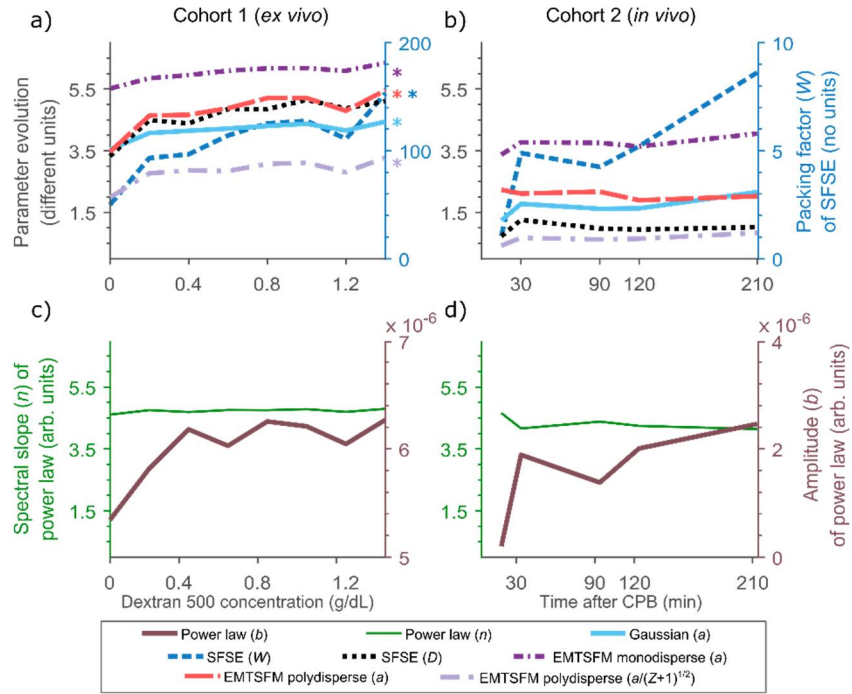 a)
Cohort 1 (ex vivo)
b)
Cohort 2 (in vivo)
Parameter evolution
(different units)
5.5
3.5
1.5
200
100
0
*
* *
*
*
0
0.4
0.8
1.2
5.5
3.5
1.5
10
5
0
Packing factor (W)
of SFSE (no units)
30
90
120
210
c)
Spectral slope (n) of
power law (arb. units)
5.5
3.5
1.5
x 10-6
7
6
5
0
0.4
0.8
1.2
Dextran 500 concentration (g/dL)
d)
5.5
3.5
1.5
x 10-6
4
2
0
Amplitude (b)
of power law (arb. units)
30
90
120
210
Time after CPB (min)
Power law (b)
Power law (n)
Gaussian (a)
SFSE (W)
SFSE (D)
EMTSFM monodisperse (a)
EMTSFM polydisperse (a)
EMTSFM polydisperse (a/(Z+1)1/2)